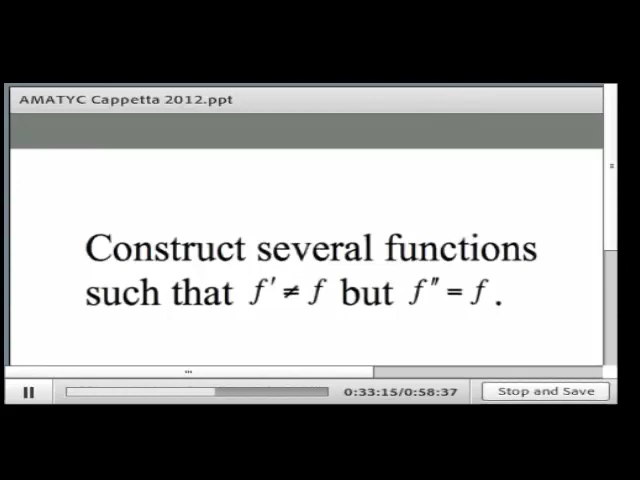 AMATYC Cappetta 2012.ppt
Construct several functions
such that f′ ≠ f but f″ = f.
0:33:15/0:58:37 Stop and Save